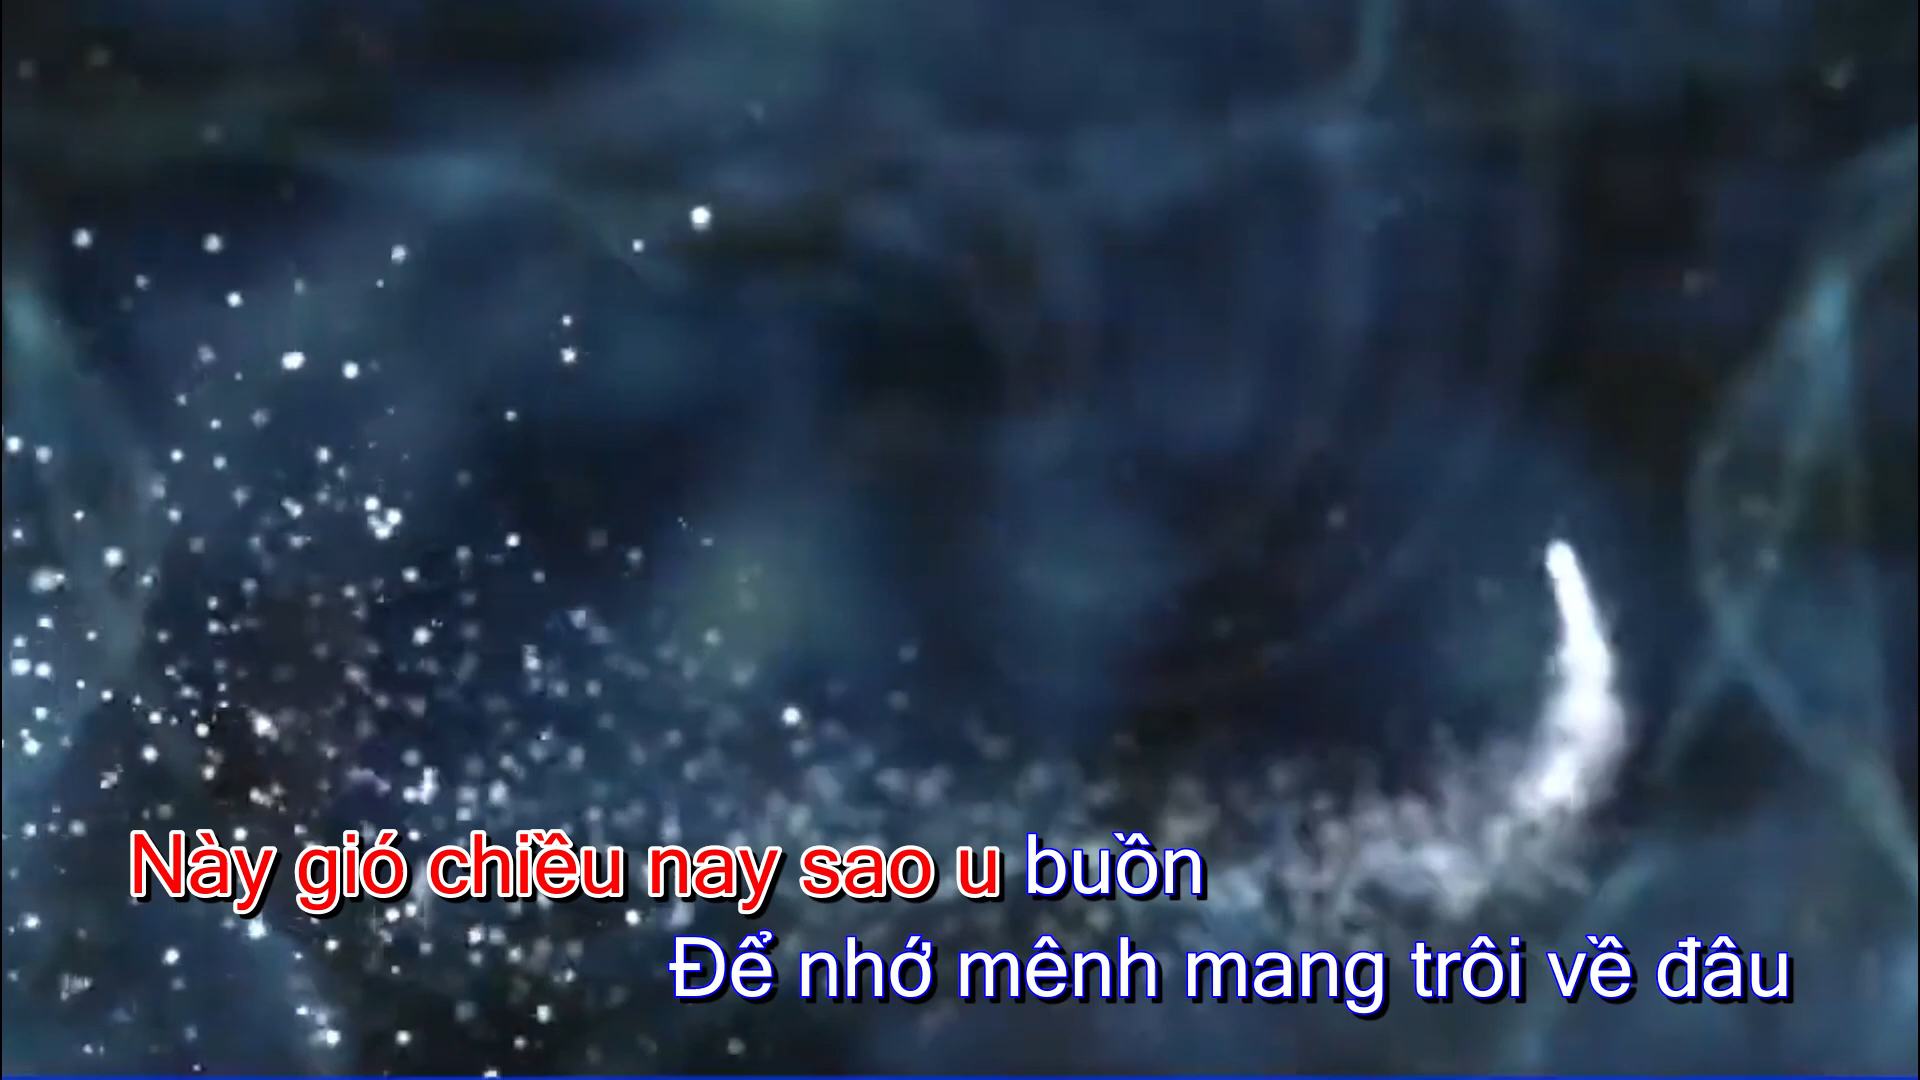 Này gió chiều nay sao u buồn
Để nhớ mênh mang trôi về đâu